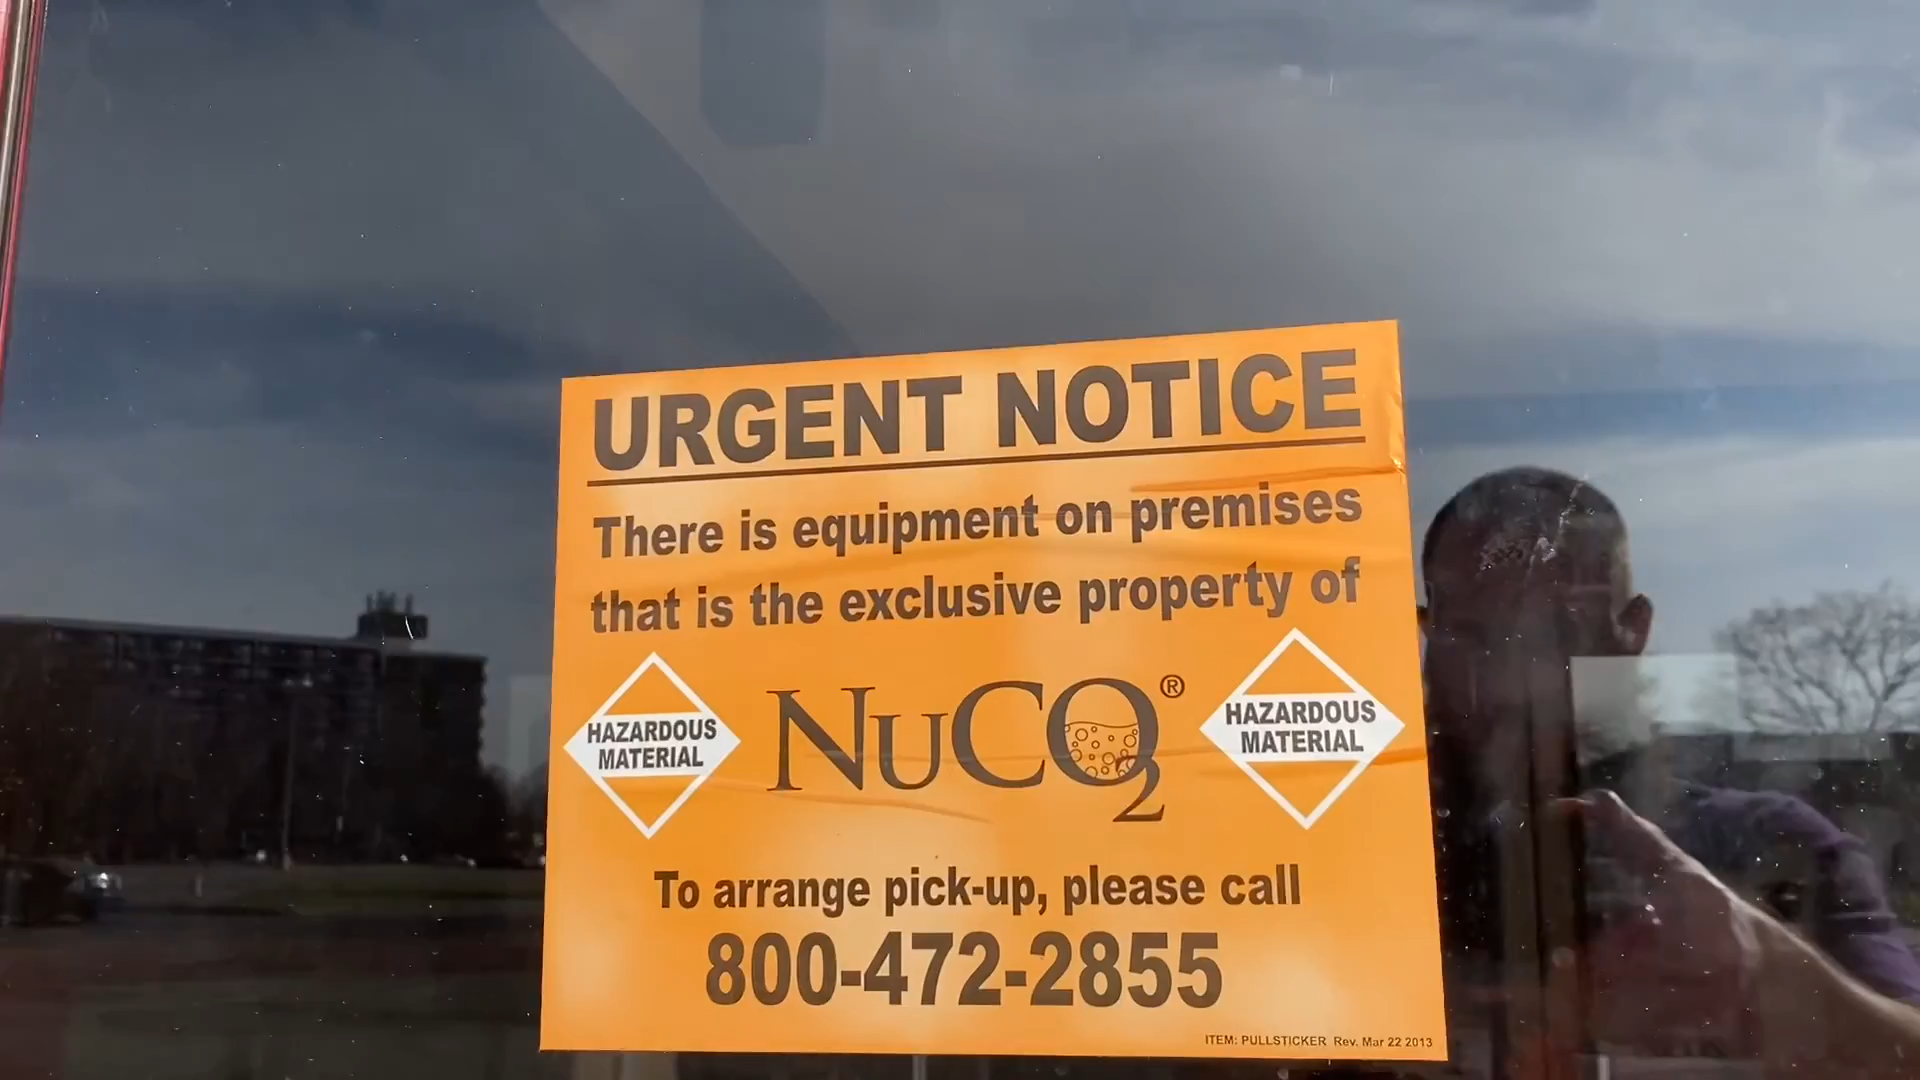 URGENT NOTICE
There is equipment on premises
that is the exclusive property of
HAZARDOUS
MATERIAL
NuCO2®
HAZARDOUS
MATERIAL
To arrange pick-up, please call
800-472-2855
ITEM: PULLSTICKER Rev. Mar 22 2013